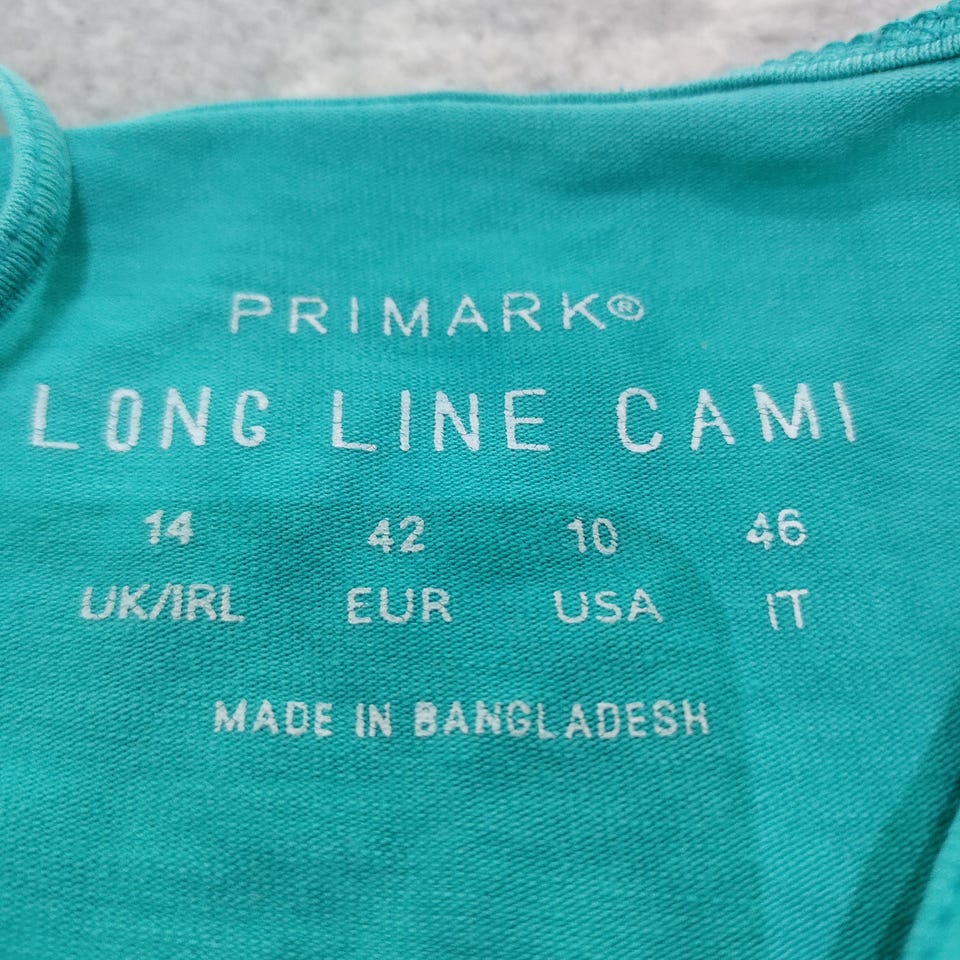 PRIMARK®
LONG LINE CAMI
14 42 10 46
UK/IRL EUR USA IT
MADE IN BANGLADESH